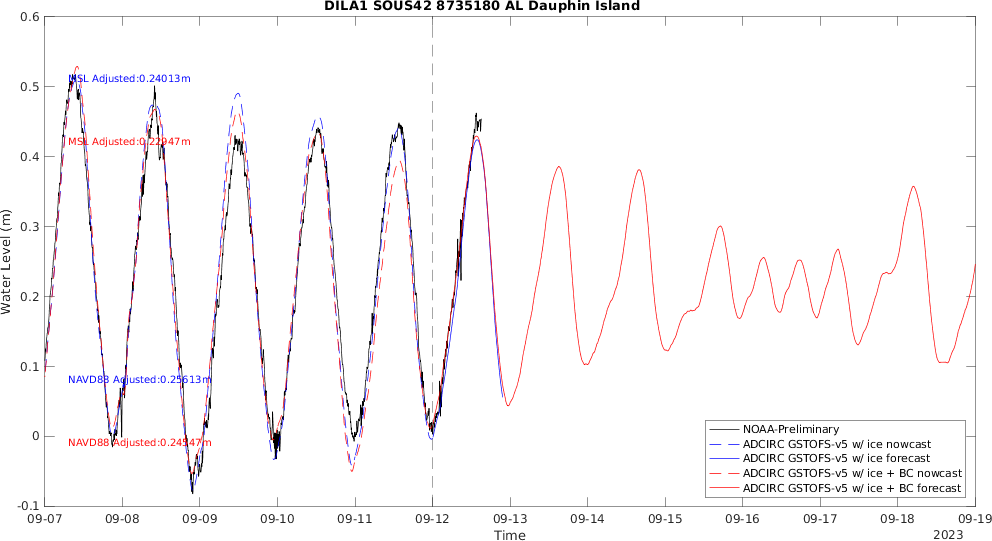 DILA1 SOUS42 8735180 AL Dauphin Island
0.6
0.5
0.4
0.3
0.2
0.1
0
-0.1
Water Level (m)
MSL Adjusted:0.24013m
MSL Adjusted:0.22947m
NAVD88 Adjusted:0.25613m
NAVD88 Adjusted:0.24547m
NOAA-Preliminary
ADCIRC GSTOFS-v5 w/ ice nowcast
ADCIRC GSTOFS-v5 w/ ice forecast
ADCIRC GSTOFS-v5 w/ ice + BC nowcast
ADCIRC GSTOFS-v5 w/ ice + BC forecast
09-07 09-08 09-09 09-10 09-11 09-12 09-13 09-14 09-15 09-16 09-17 09-18 09-19
Time
2023